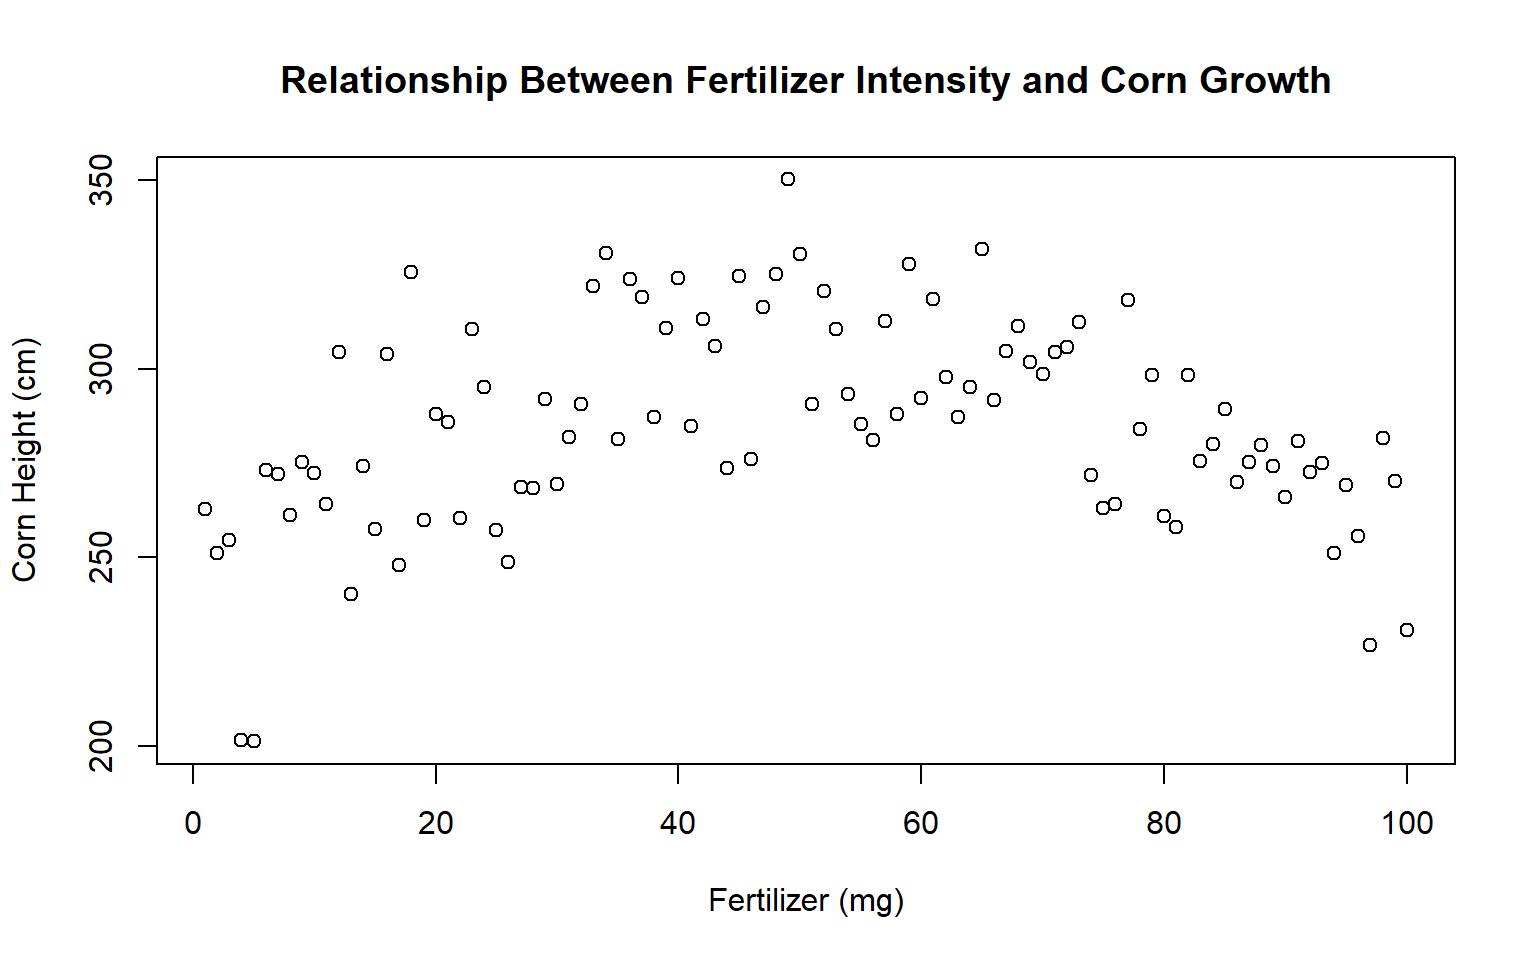 Relationship Between Fertilizer Intensity and Corn Growth
350
300
250
200
Corn Height (cm)
0 20 40 60 80 100
Fertilizer (mg)